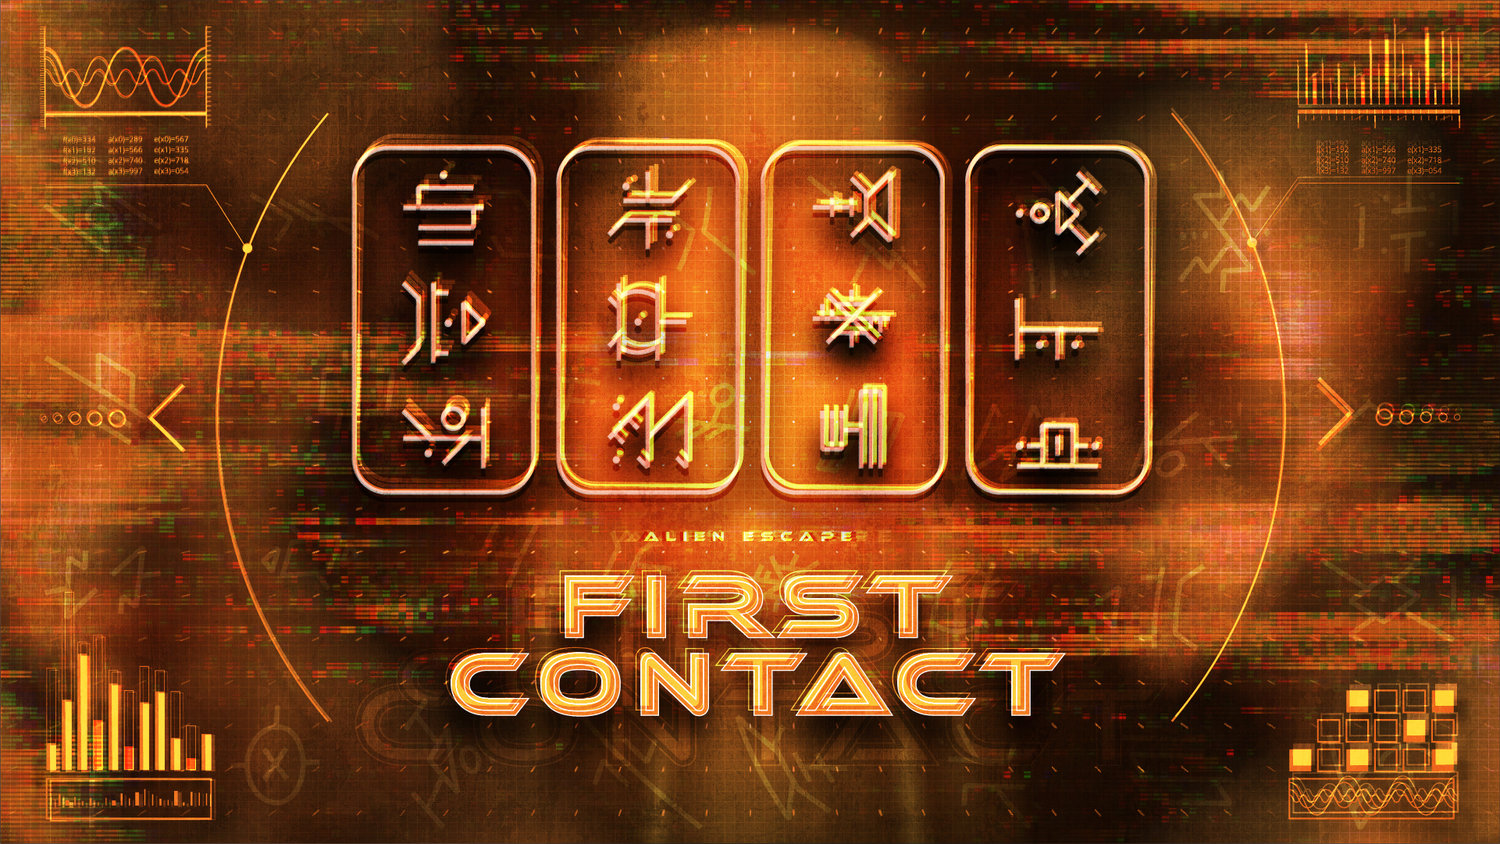 f(x0)=334 a(x0)=289 e(x0)=567
f(x1)=192 a(x1)=566 e(x1)=335
f(x2)=510 a(x2)=740 e(x2)=718
f(x3)=132 a(x3)=997 e(x3)=054
f(x1)=192 a(x1)=566 e(x1)=335
f(x2)=510 a(x2)=740 e(x2)=718
f(x3)=132 a(x3)=997 e(x3)=054
ALIEN ESCAPE
FIRST
CONTACT